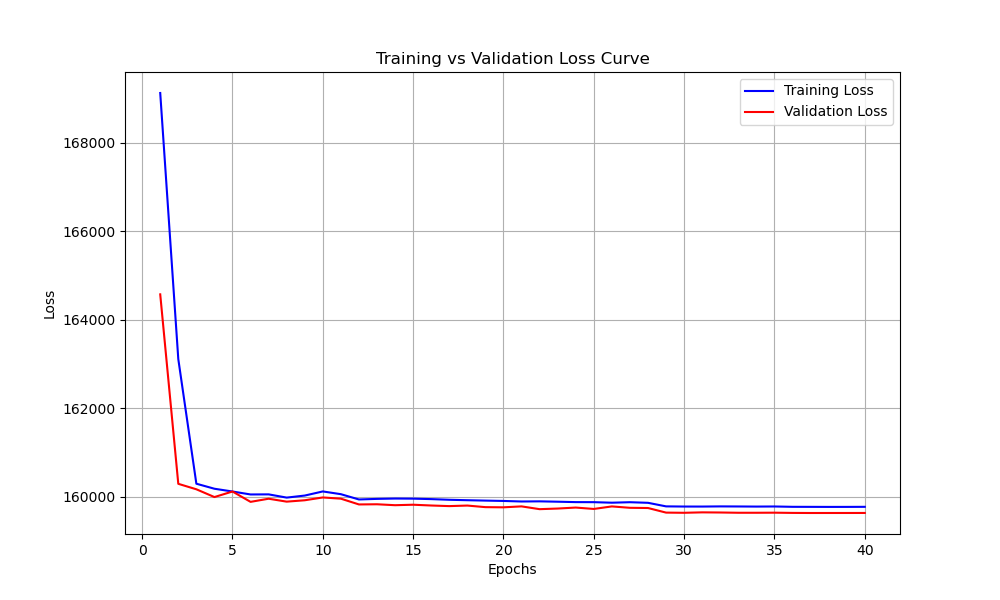 Training vs Validation Loss Curve
Training Loss
Validation Loss
168000
166000
164000
162000
160000
Loss
0 5 10 15 20 25 30 35 40
Epochs